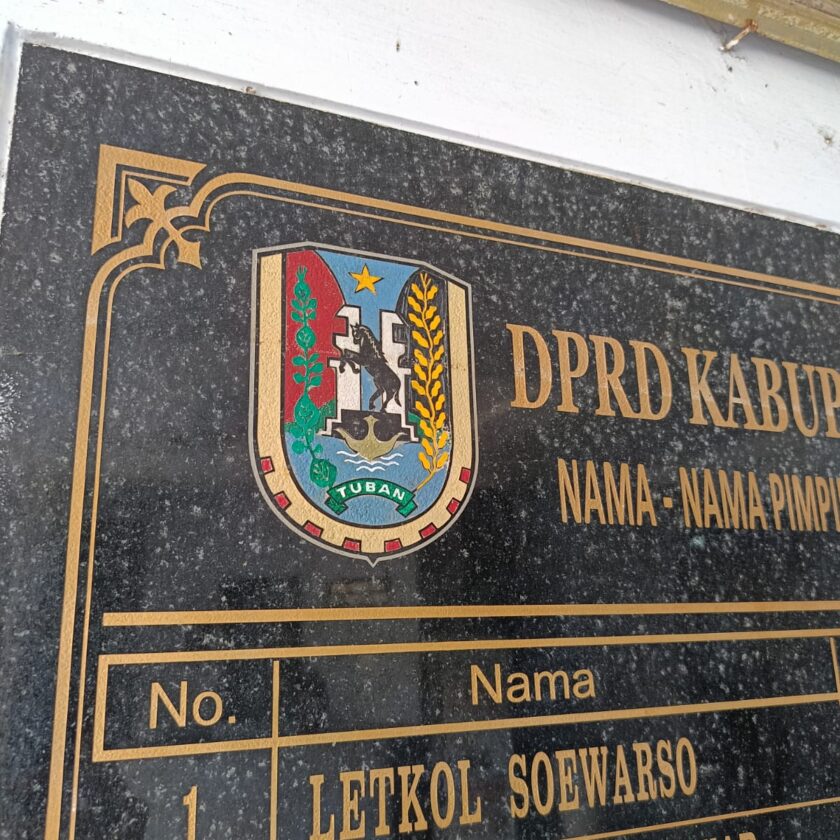 TUBAN
DPRD KABUP
NAMA - NAMA PIMPI
No. Nama
1 LETKOL SOEWARSO